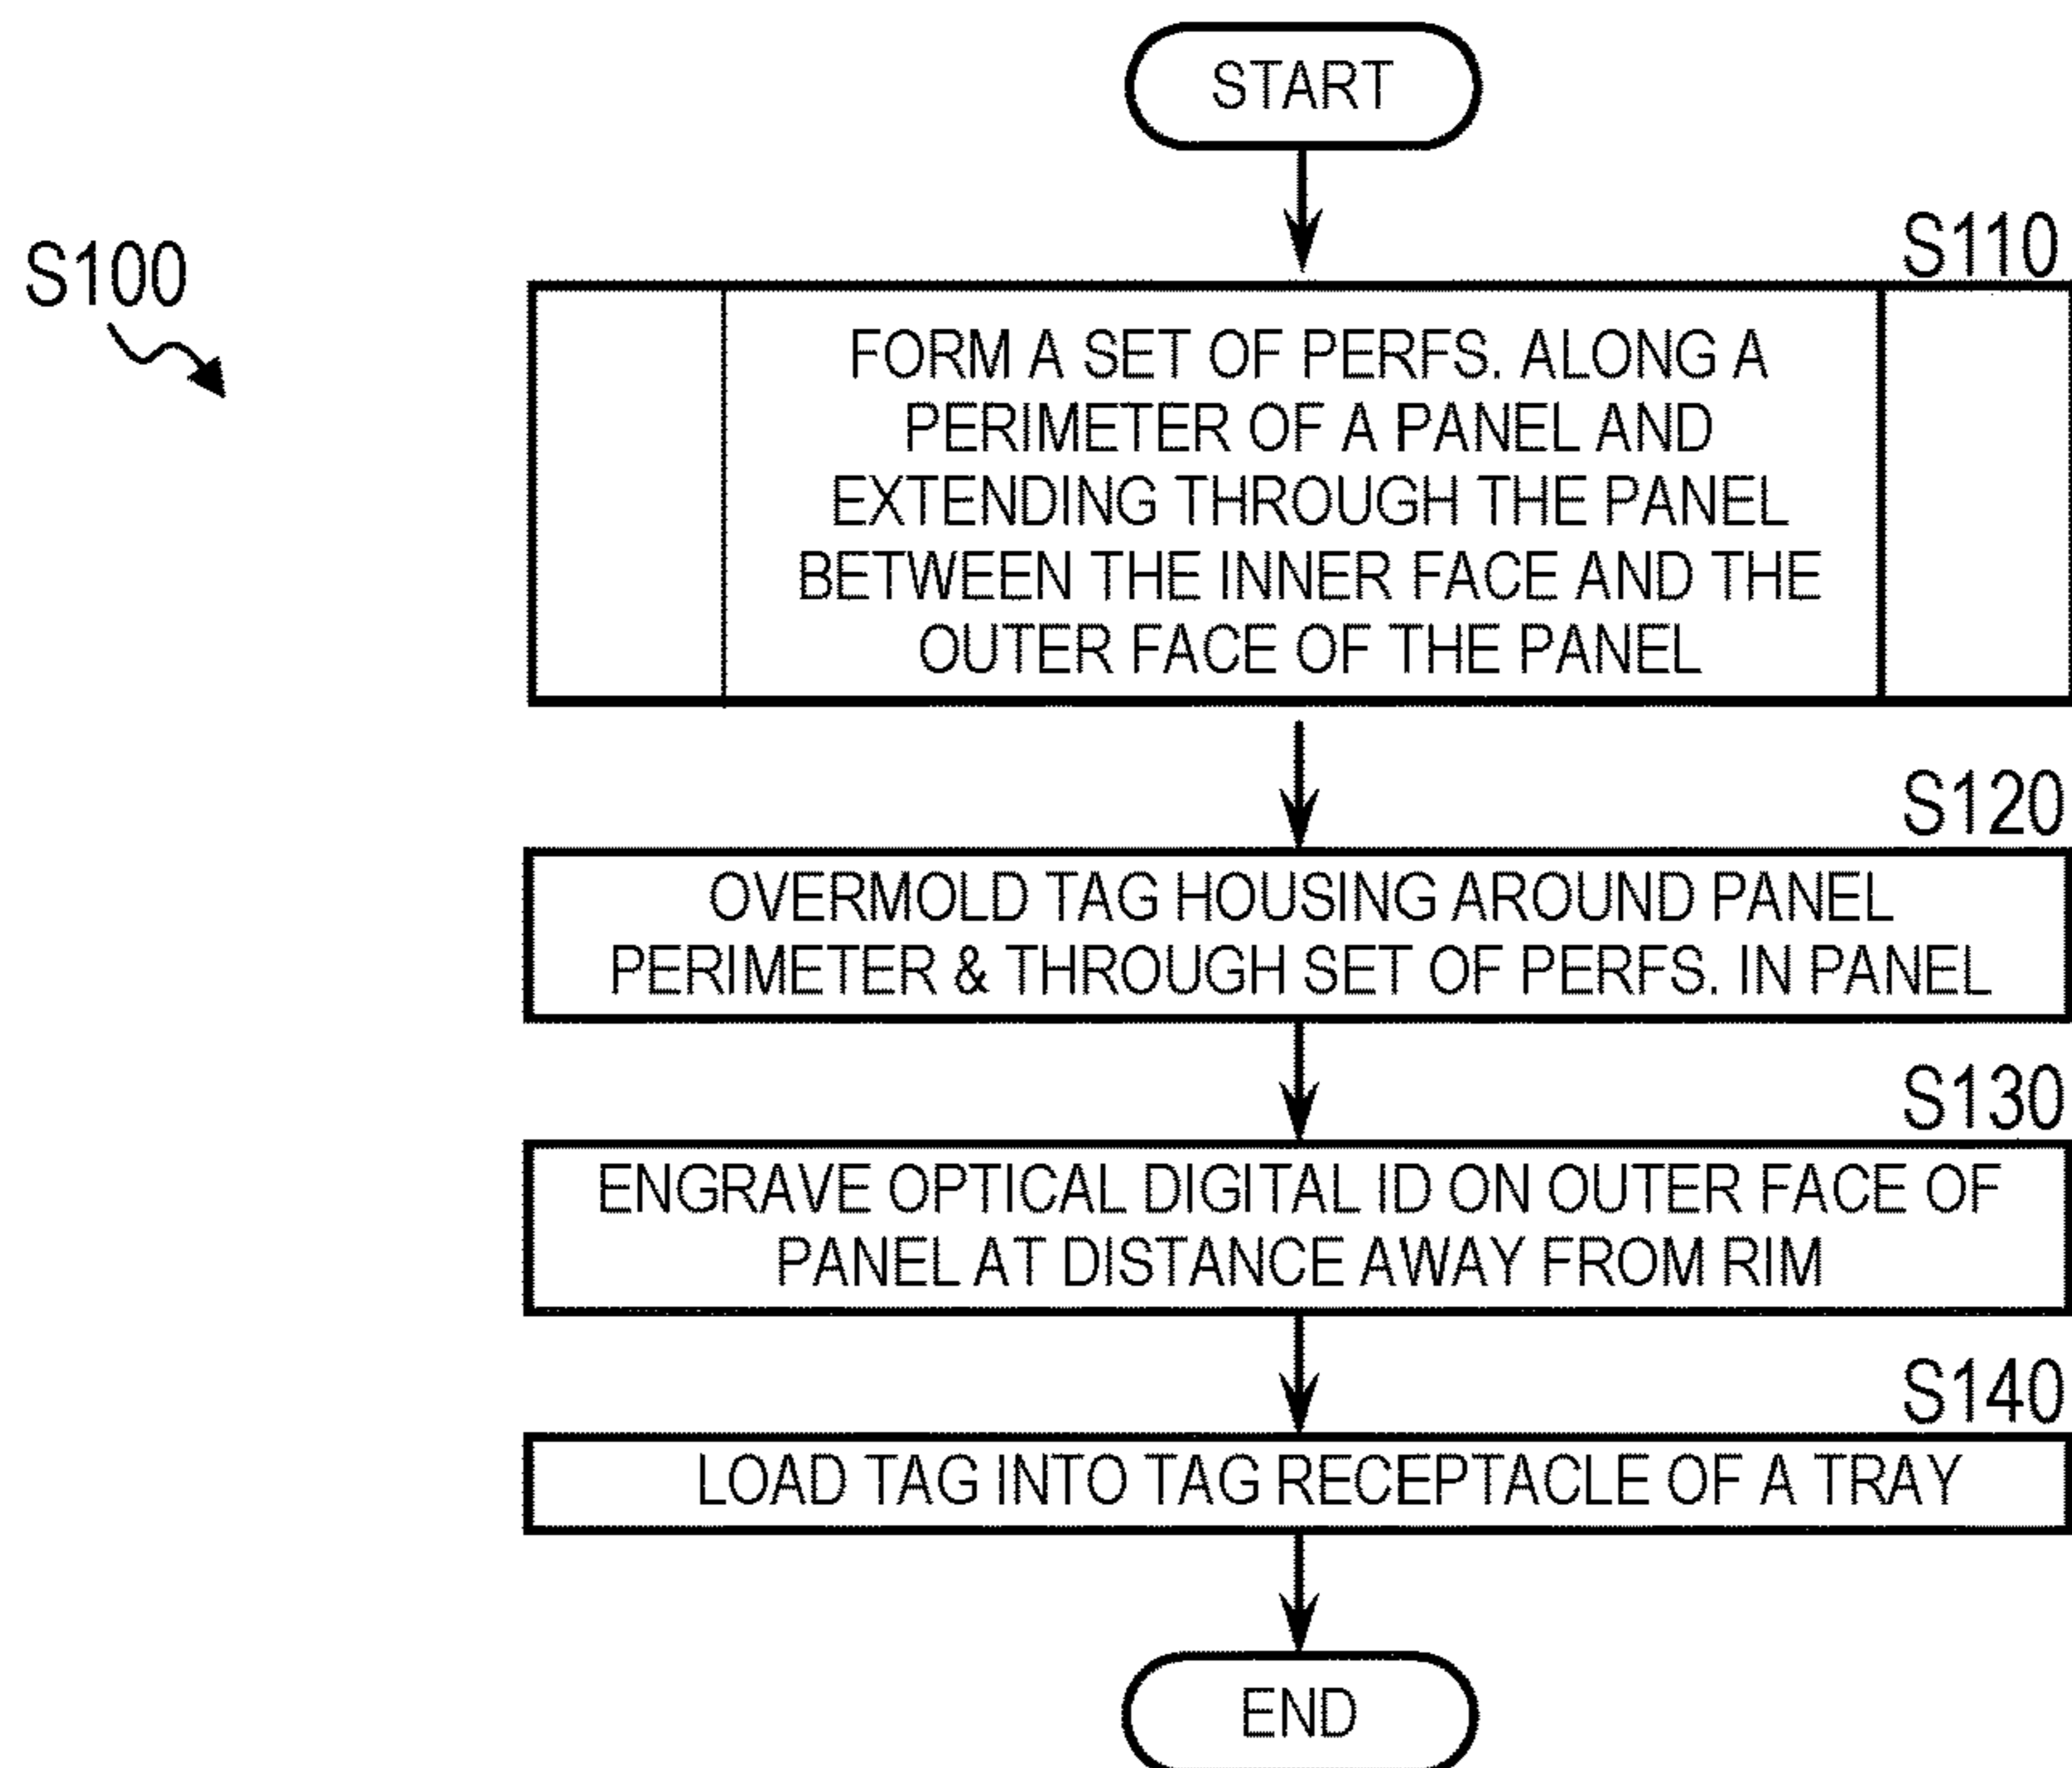 START
S100
S110
FORM A SET OF PERFS. ALONG A
PERIMETER OF A PANEL AND
EXTENDING THROUGH THE PANEL
BETWEEN THE INNER FACE AND THE
OUTER FACE OF THE PANEL
S120
OVERMOLD TAG HOUSING AROUND PANEL
PERIMETER & THROUGH SET OF PERFS. IN PANEL
S130
ENGRAVE OPTICAL DIGITAL ID ON OUTER FACE OF
PANEL AT DISTANCE AWAY FROM RIM
S140
LOAD TAG INTO TAG RECEPTACLE OF A TRAY
END